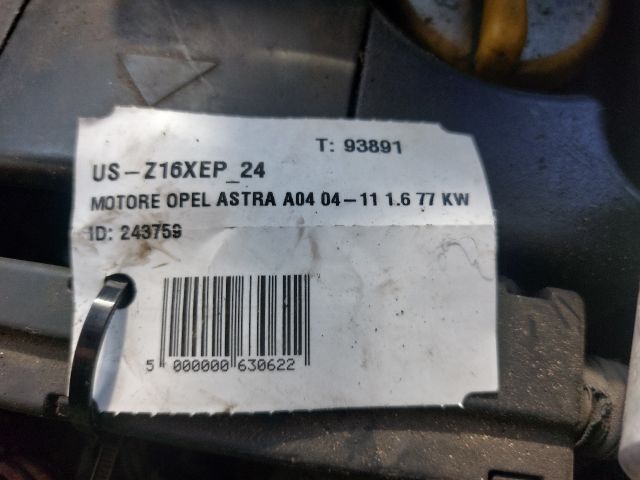 T: 93891
US-Z16XEP_24
MOTORE OPEL ASTRA A04 04-11 1.6 77 KW
ID: 243759
5 000000 630622